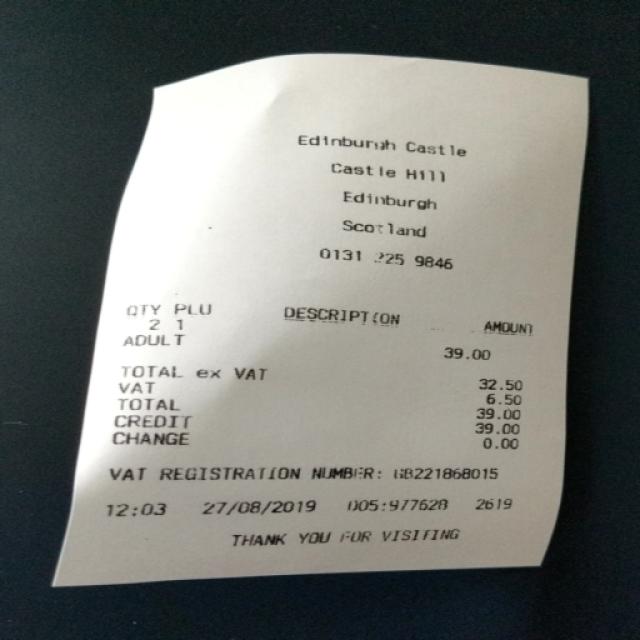 Edinburgh Castle
Castle Hill
Edinburgh
Scotland
0131 225 9846
QTY PLU DESCRIPTION AMOUNT
2 1
ADULT 39.00
TOTAL ex VAT 32.50
VAT 6.50
TOTAL 39.00
CREDIT 39.00
CHANGE 0.00
VAT REGISTRATION NUMBER: GB221868015
12:03 27/08/2019 005:977628 2619
THANK YOU FOR VISITING